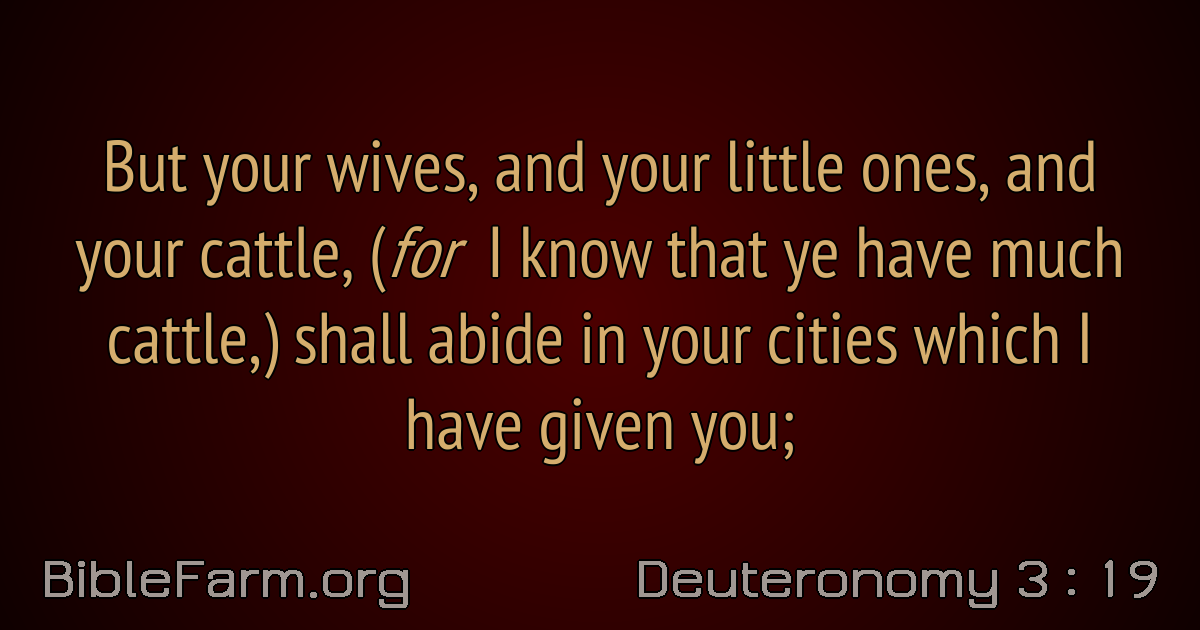 But your wives, and your little ones, and
your cattle, (for I know that ye have much
cattle,) shall abide in your cities which I
have given you;
BibleFarm.org
Deuteronomy 3 : 19